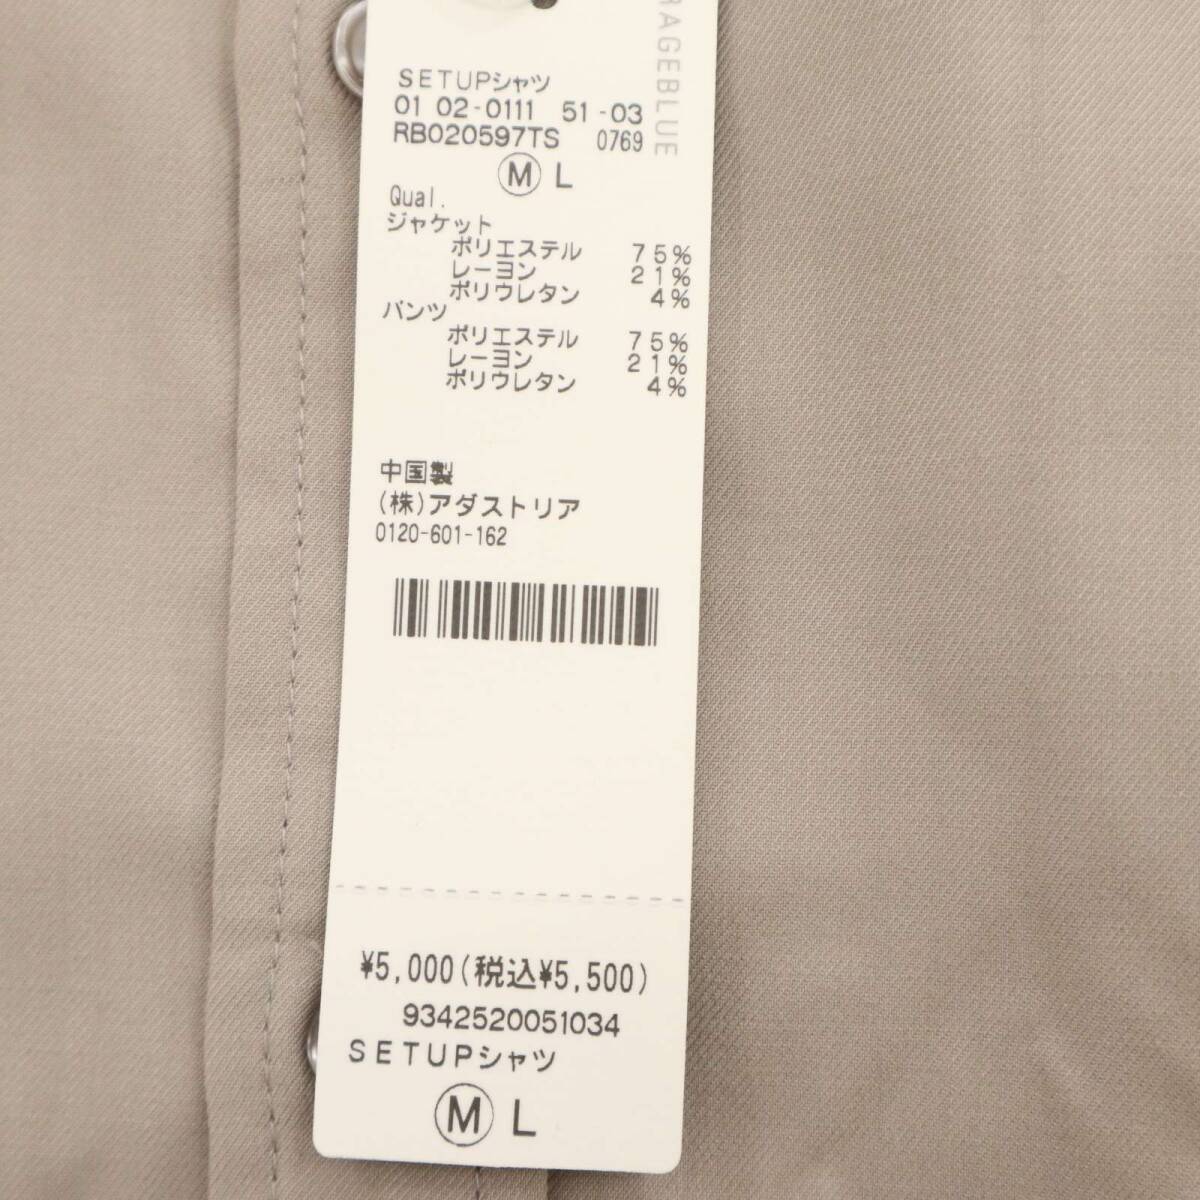 RAGEBLUE
SETUPシャツ
01 02-0111 51-03
RB020597TS 0769
M L
Qual.
ジャケット
ポリエステル 75%
レーヨン 21%
ポリウレタン 4%
パンツ
ポリエステル 75%
レーヨン 21%
ポリウレタン 4%
中国製
(株)アダストリア
0120-601-162
¥5,000(税込¥5,500)
9342520051034
SETUPシャツ
M L